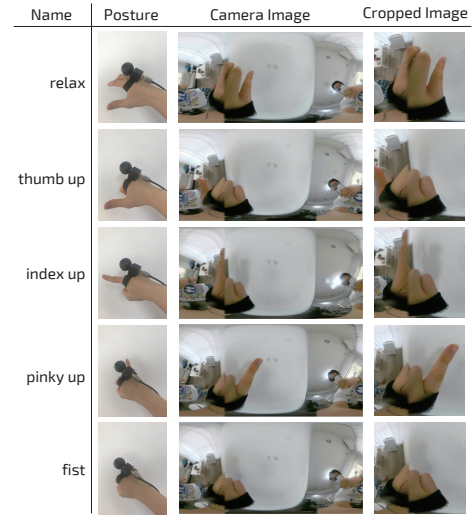 Name Posture Camera Image Cropped Image
relax
thumb up
index up
pinky up
fist